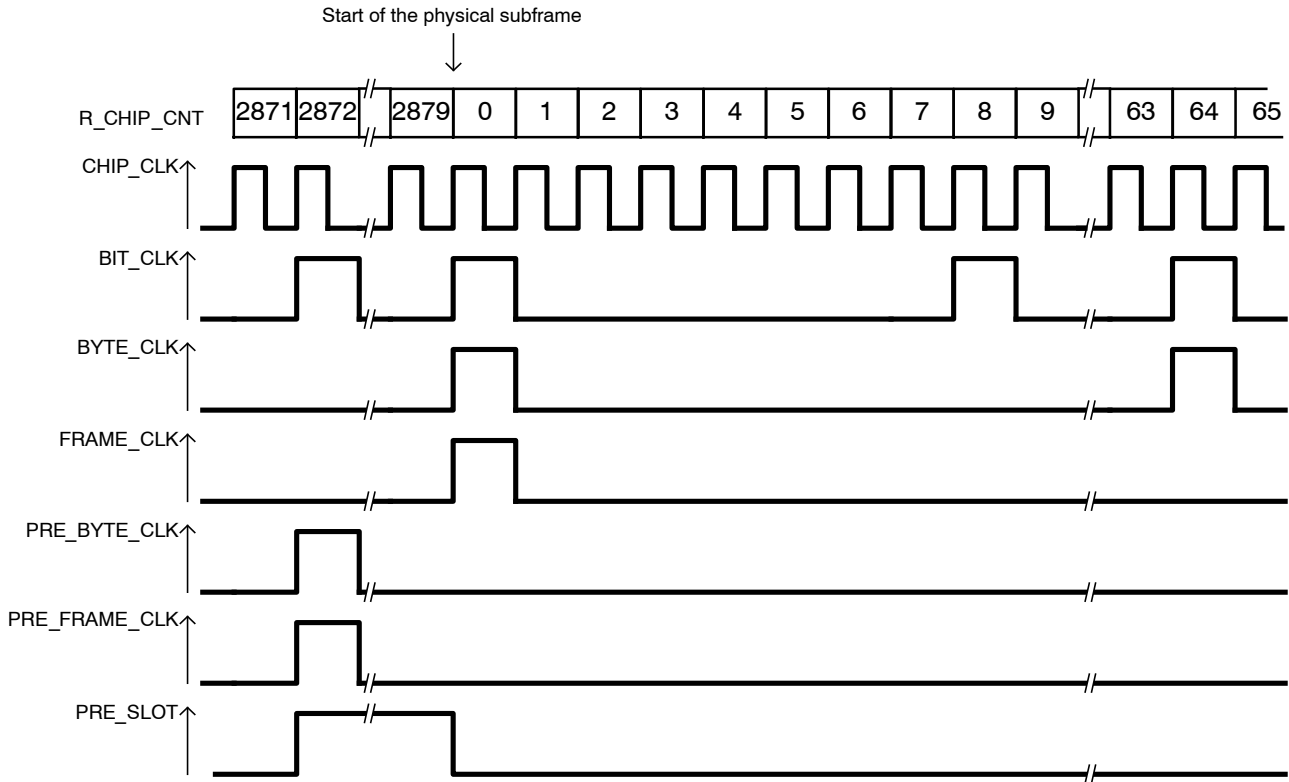 Start of the physical subframe
R_CHIP_CNT 2871 2872 2879 0 1 2 3 4 5 6 7 8 9 63 64 65
CHIP_CLK
BIT_CLK
BYTE_CLK
FRAME_CLK
PRE_BYTE_CLK
PRE_FRAME_CLK
PRE_SLOT